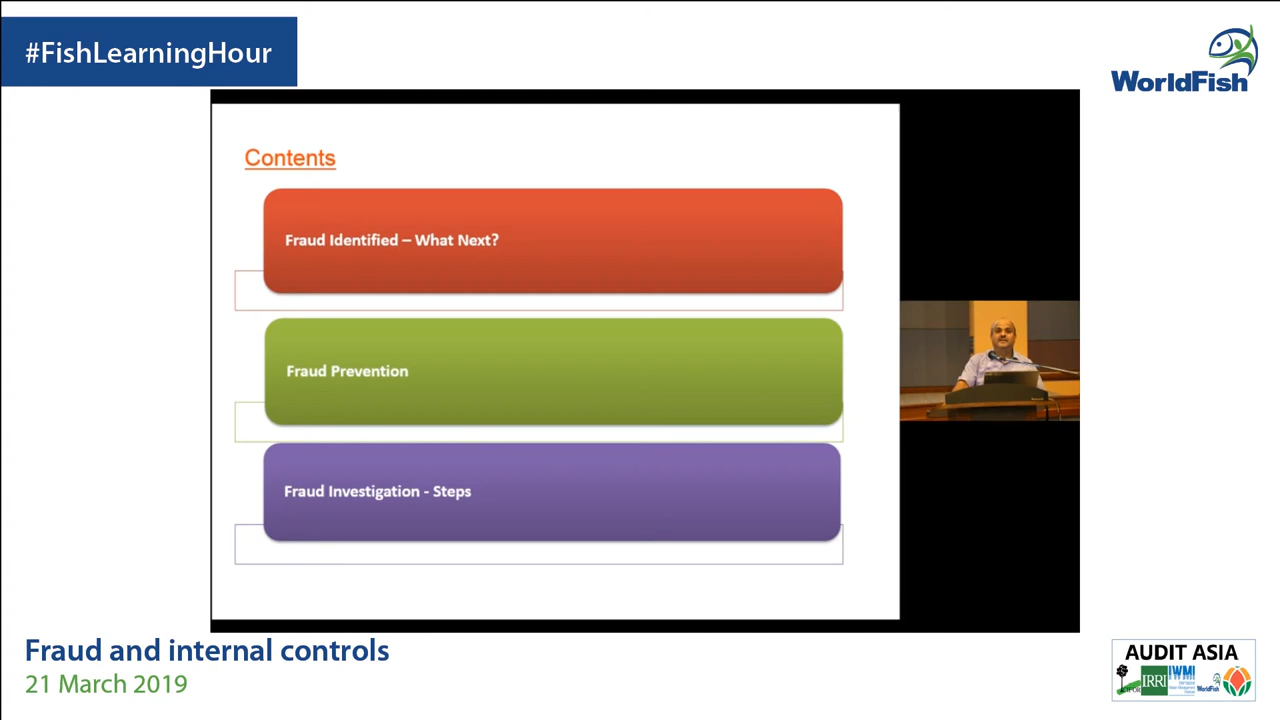 #FishLearningHour
WorldFish
Contents
Fraud Identified – What Next?
Fraud Prevention
Fraud Investigation - Steps
Fraud and internal controls
21 March 2019
AUDIT ASIA
IRRI
IWMI
WorldFish